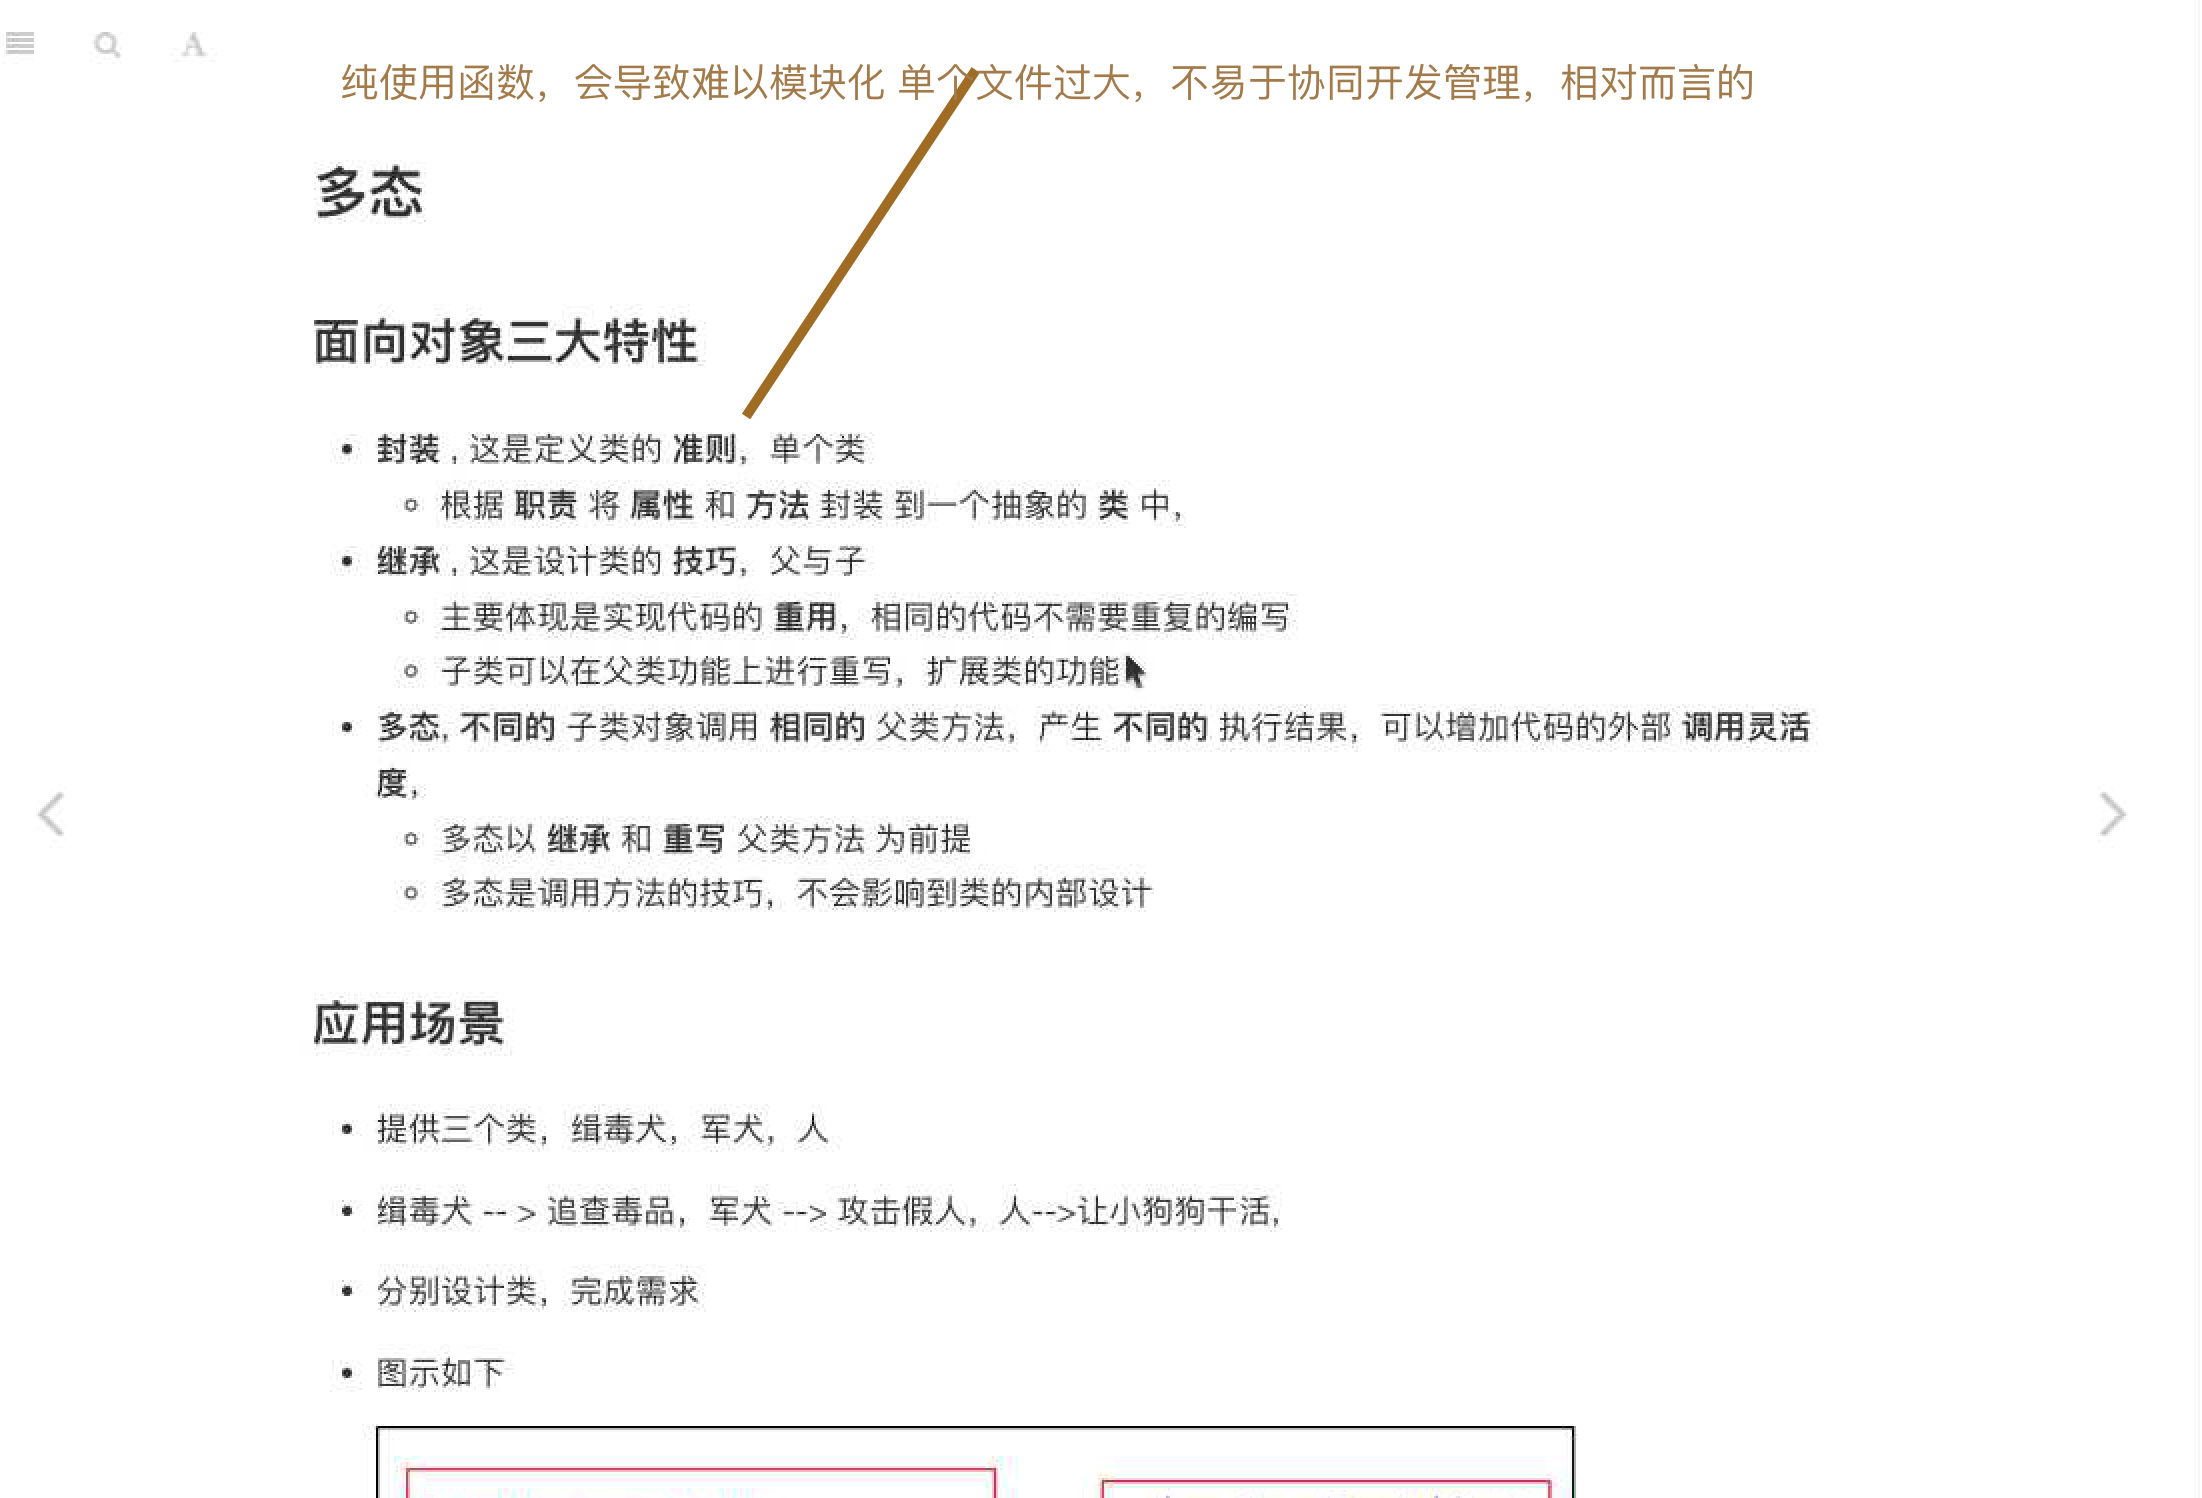 纯使用函数，会导致难以模块化 单个文件过大，不易于协同开发管理，相对而言的
多态
面向对象三大特性
封装 , 这是定义类的 准则，单个类
根据 职责 将 属性 和 方法 封装 到一个抽象的 类 中，
继承 , 这是设计类的 技巧，父与子
主要体现是实现代码的 重用，相同的代码不需要重复的编写
子类可以在父类功能上进行重写，扩展类的功能
多态, 不同的 子类对象调用 相同的 父类方法，产生 不同的 执行结果，可以增加代码的外部 调用灵活
度，
多态以 继承 和 重写 父类方法 为前提
多态是调用方法的技巧，不会影响到类的内部设计
应用场景
提供三个类，缉毒犬，军犬，人
缉毒犬 -- > 追查毒品，军犬 --> 攻击假人，人-->让小狗狗干活，
分别设计类，完成需求
图示如下